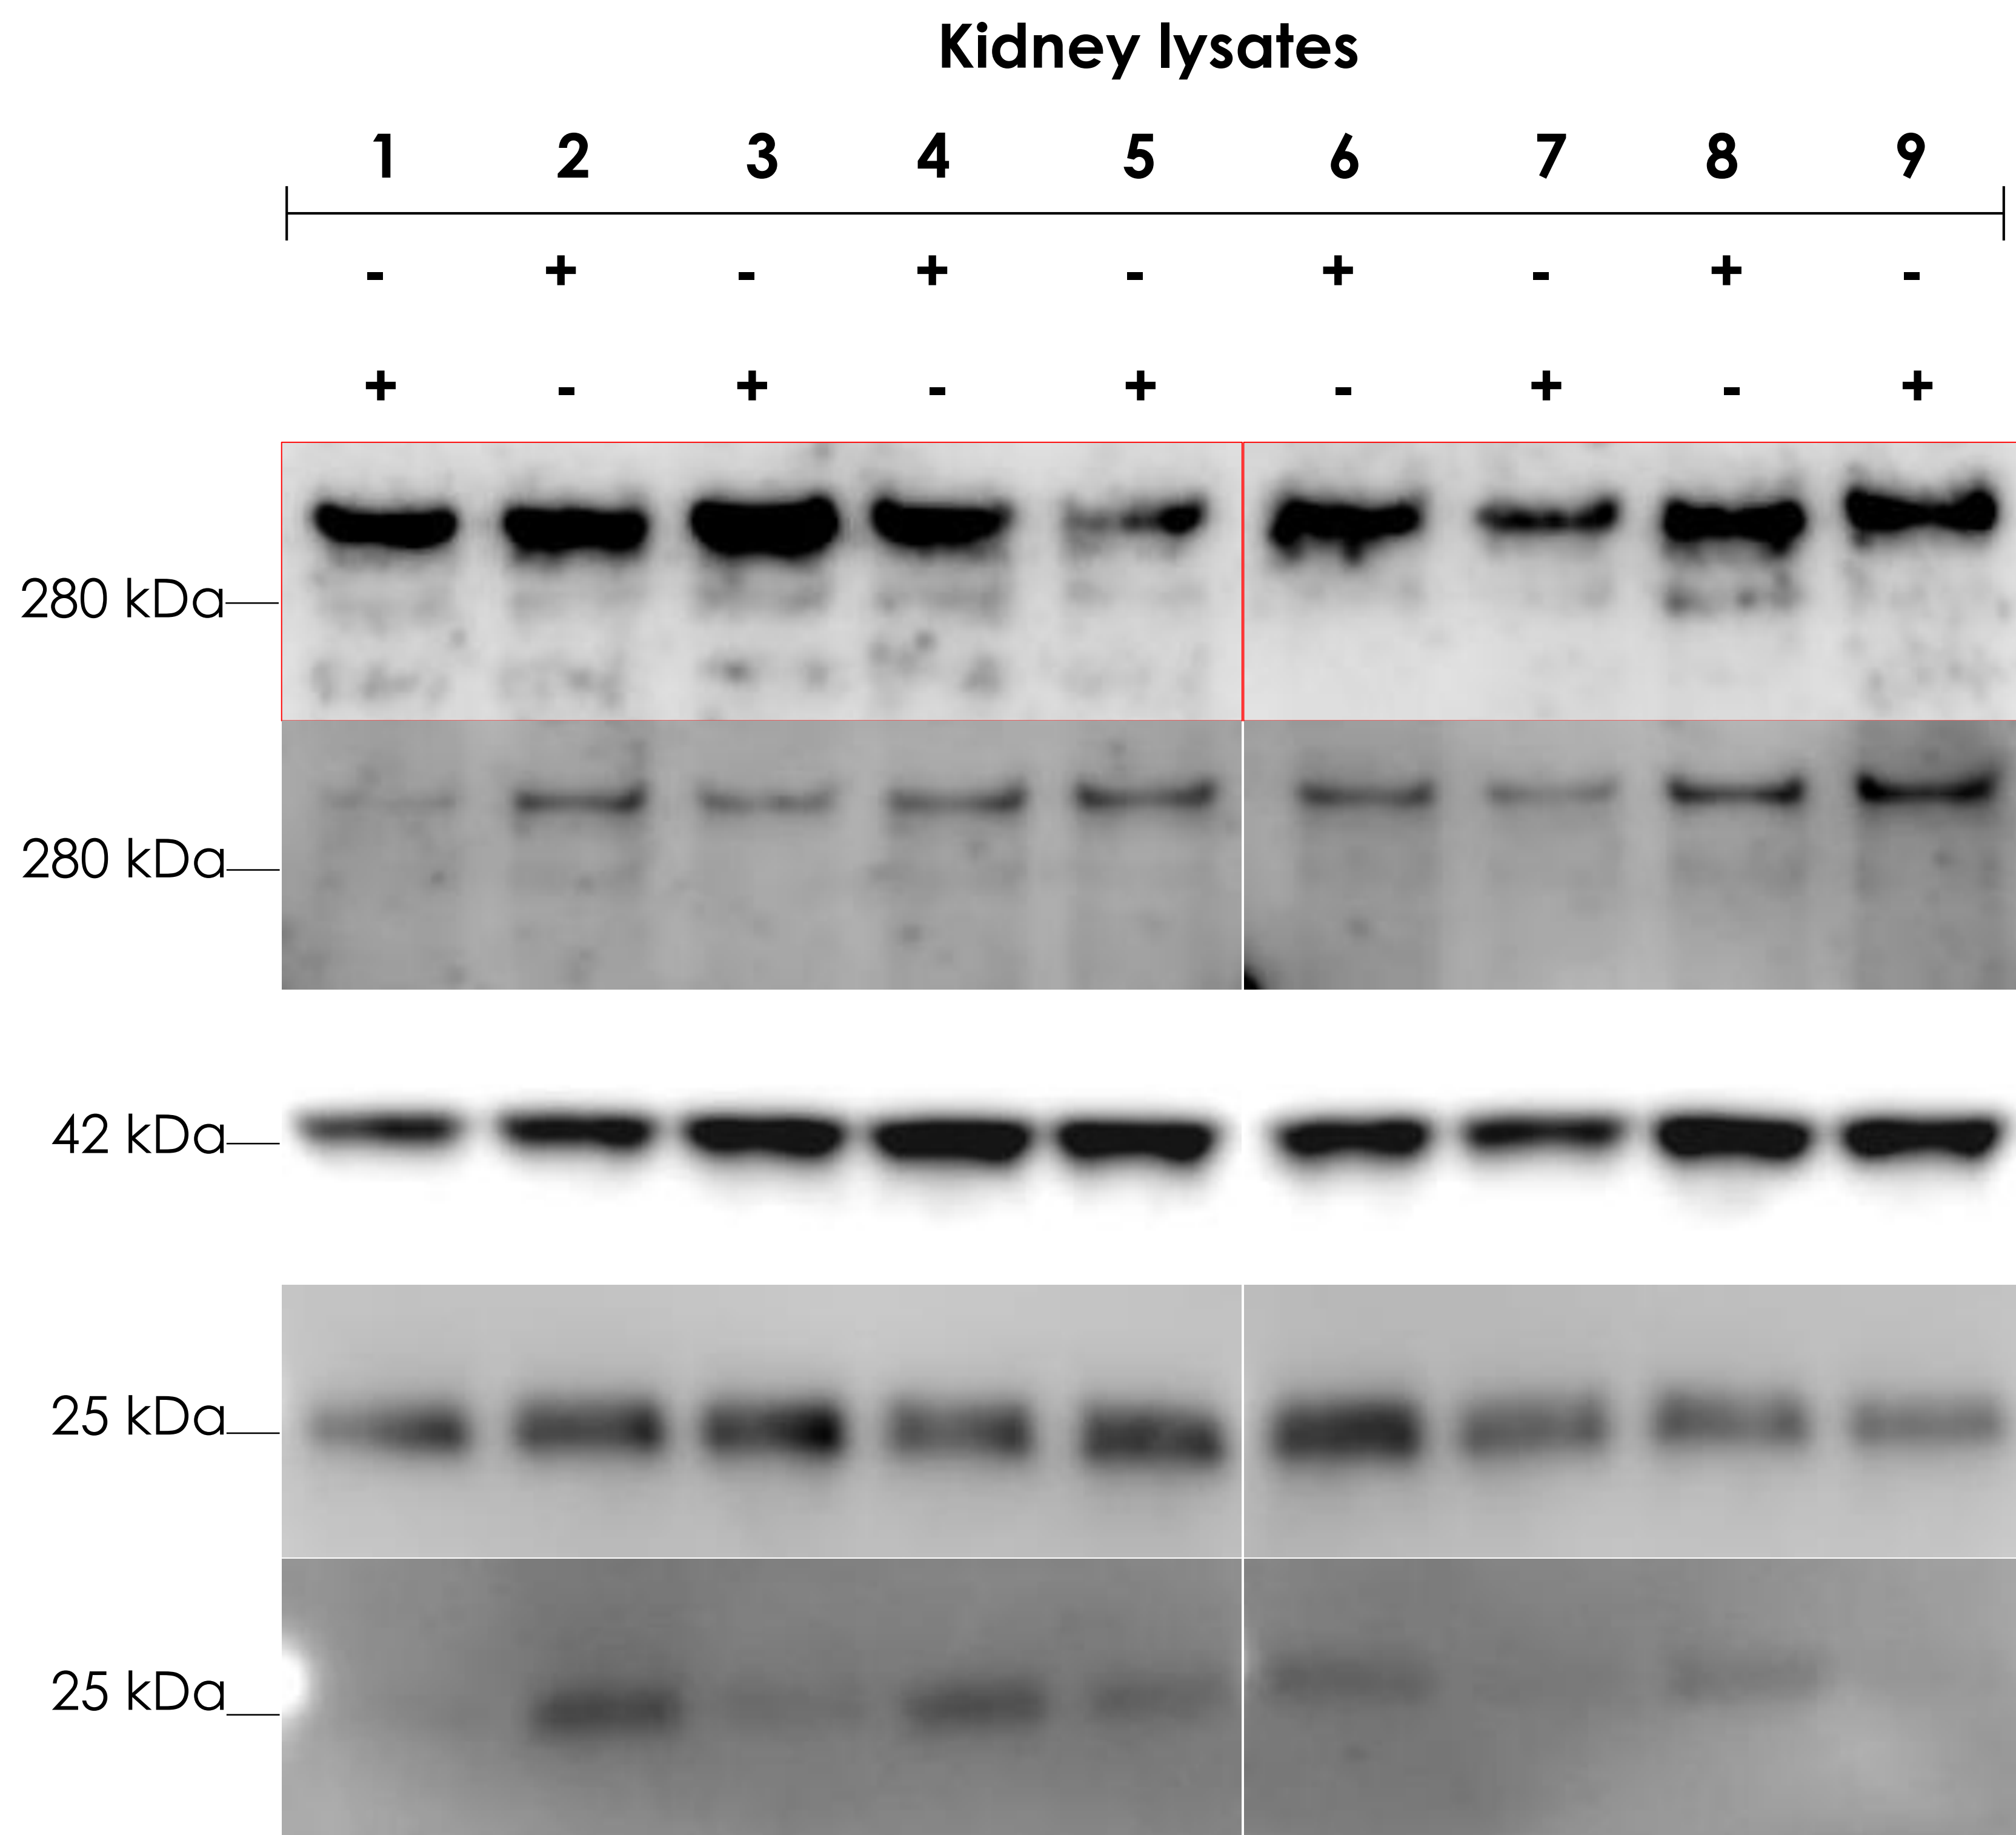 Kidney lysates
1 2 3 4 5 6 7 8 9
- + - + - + - + -
+ - + - + - + - +
280 kDa
280 kDa
42 kDa
25 kDa
25 kDa